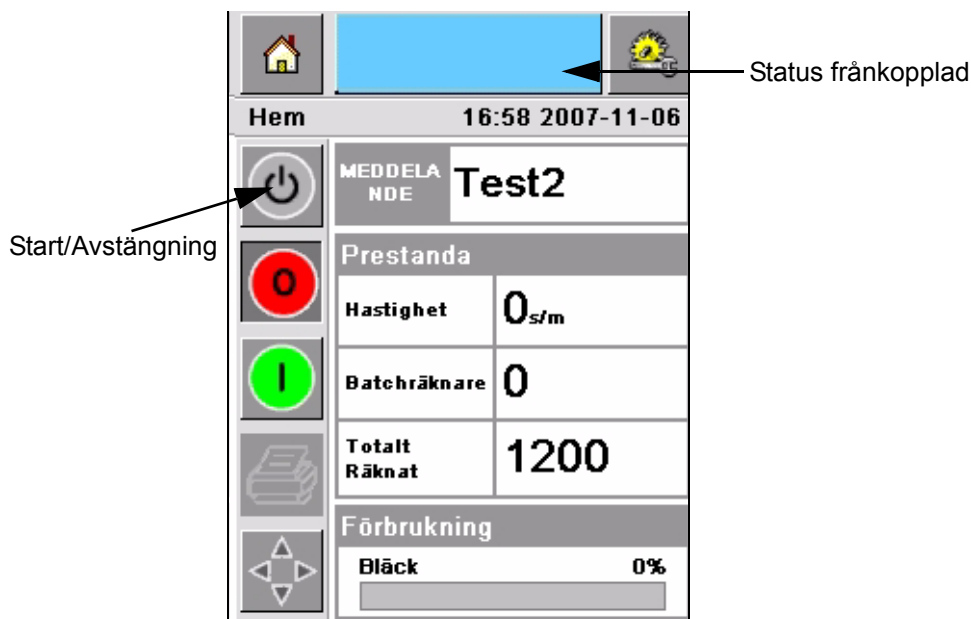 Status frånkopplad
Hem 16:58 2007-11-06
MEDDELA
NDE
Test2
Start/Avstängning
Prestanda
O
Hastighet 0s/m
I
Batchräknare 0
Totalt
Räknat
1200
Förbrukning
Bläck 0%